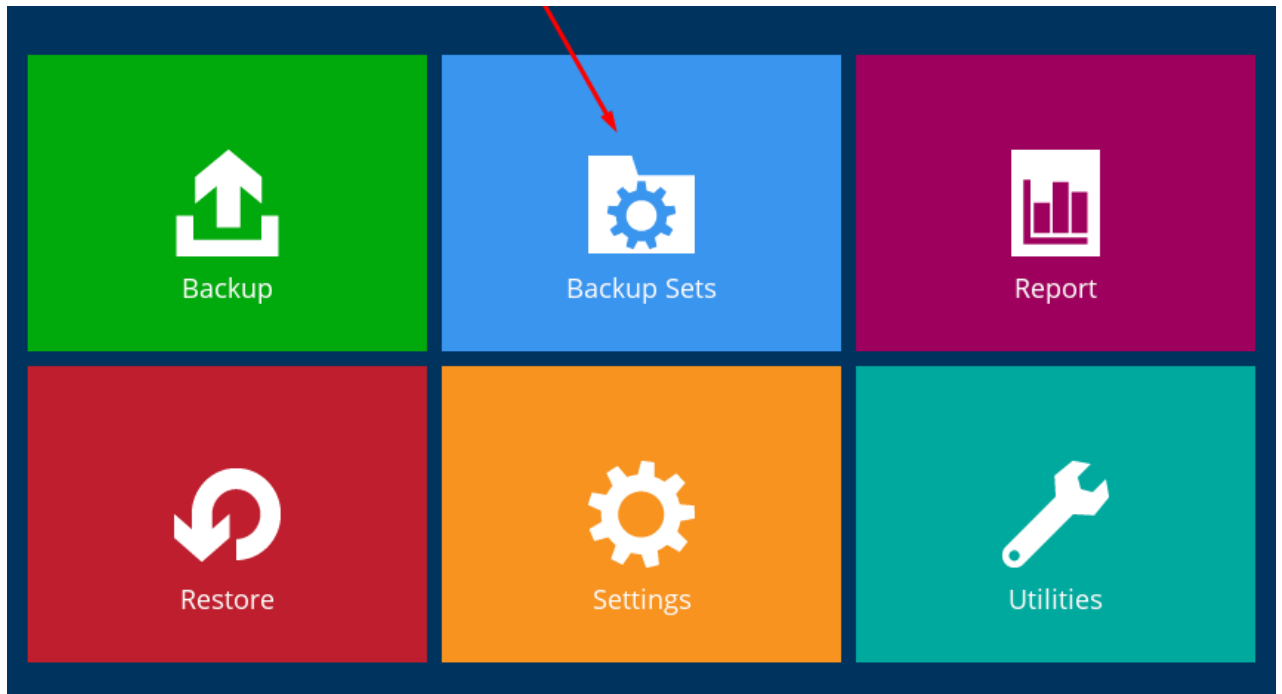 Backup
Backup Sets
Report
Restore
Settings
Utilities